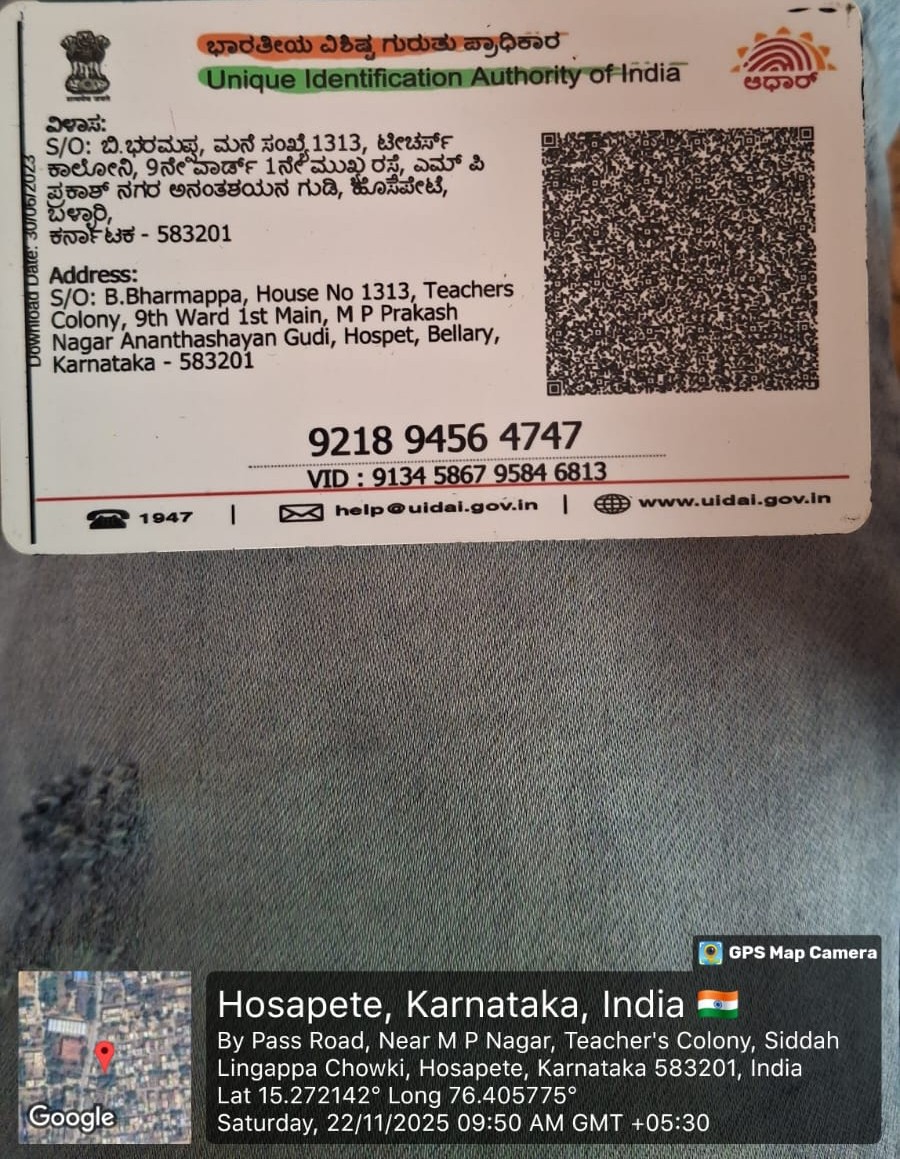 ಭಾರತೀಯ ವಿಶಿಷ್ಟ ಗುರುತು ಪ್ರಾಧಿಕಾರ
Unique Identification Authority of India
ಆಧಾರ್
Download Date: 30/06/2023
ವಿಳಾಸ:
S/O: ಬಿ.ಭರಮಪ್ಪ, ಮನೆ ಸಂಖ್ಯೆ 1313, ಟೀಚರ್ಸ್
ಕಾಲೋನಿ, 9ನೇ ವಾರ್ಡ್ 1ನೇ ಮುಖ್ಯ ರಸ್ತೆ, ಎಮ್ ಪಿ
ಪ್ರಕಾಶ್ ನಗರ ಅನಂತಶಯನ ಗುಡಿ, ಹೊಸಪೇಟೆ,
ಬಳ್ಳಾರಿ,
ಕರ್ನಾಟಕ - 583201
Address:
S/O: B.Bharmappa, House No 1313, Teachers
Colony, 9th Ward 1st Main, M P Prakash
Nagar Ananthashayan Gudi, Hospet, Bellary,
Karnataka - 583201
9218 9456 4747
VID : 9134 5867 9584 6813
1947 | help@uidai.gov.in | www.uidai.gov.in
GPS Map Camera
Hosapete, Karnataka, India
By Pass Road, Near M P Nagar, Teacher's Colony, Siddah
Lingappa Chowki, Hosapete, Karnataka 583201, India
Lat 15.272142° Long 76.405775°
Saturday, 22/11/2025 09:50 AM GMT +05:30
Google